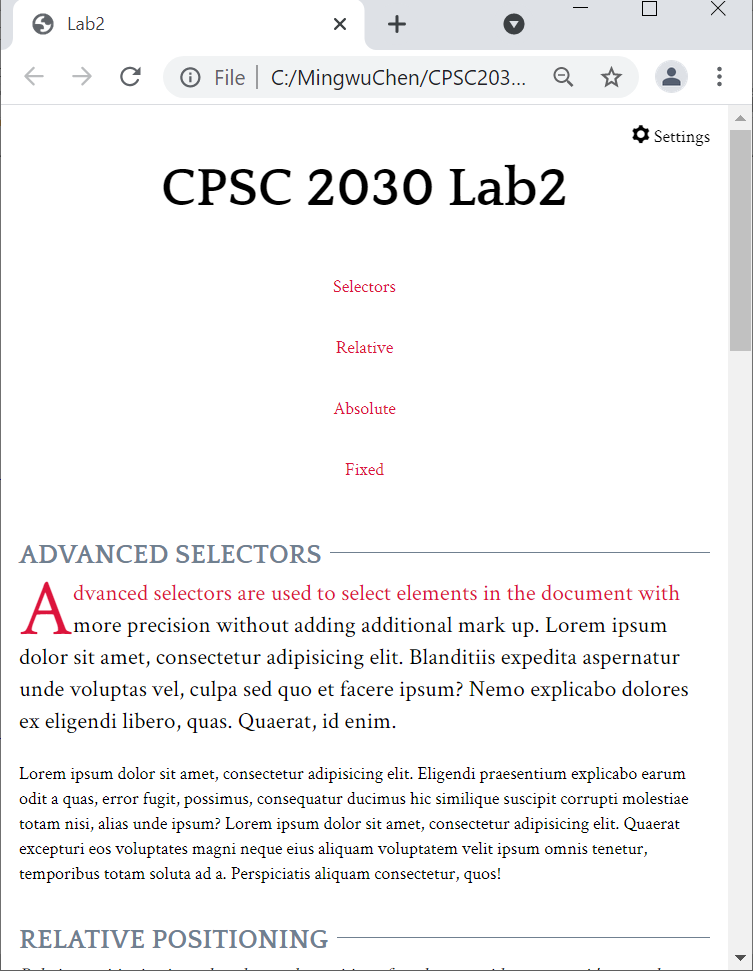 Lab2
File
C:/MingwuChen/CPSC203...
Settings
CPSC 2030 Lab2
Selectors
Relative
Absolute
Fixed
ADVANCED SELECTORS
Advanced selectors are used to select elements in the document with
more precision without adding additional mark up. Lorem ipsum
dolor sit amet, consectetur adipisicing elit. Blanditiis expedita aspernatur
unde voluptas vel, culpa sed quo et facere ipsum? Nemo explicabo dolores
ex eligendi libero, quas. Quaerat, id enim.
Lorem ipsum dolor sit amet, consectetur adipisicing elit. Eligendi praesentium explicabo earum
odit a quas, error fugit, possimus, consequatur ducimus hic similique suscipit corrupti molestiae
totam nisi, alias unde ipsum? Lorem ipsum dolor sit amet, consectetur adipisicing elit. Quaerat
excepturi eos voluptates magni neque eius aliquam voluptatem velit ipsum omnis tenetur,
temporibus totam soluta ad a. Perspiciatis aliquam consectetur, quos!
RELATIVE POSITIONING